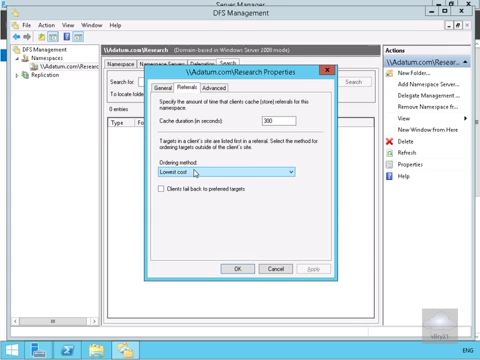 Server Manager
DFS Management
File Action View Window Help
DFS Management
Namespaces
\\Adatum.com\Researc
Replication
\\Adatum.com\Research (Domain-based in Windows Server 2008 mode)
Namespace Namespace Servers Delegation Search
Search for:
Search
To locate folder
0 entries
Type
\\Adatum.com\Research Properties
General Referrals Advanced
Specify the amount of time that clients cache (store) referrals for this
namespace.
Cache duration (in seconds): 300
Targets in a client's site are listed first in a referral. Select the method for
ordering targets outside of the client's site.
Ordering method:
Lowest cost
Clients fail back to preferred targets
OK Cancel Apply
Actions
\\Adatum.com\Resear...
New Folder...
Add Namespace Server...
Delegate Management ...
Remove Namespace fr...
View
New Window from Here
Delete
Refresh
Properties
Help
ENG